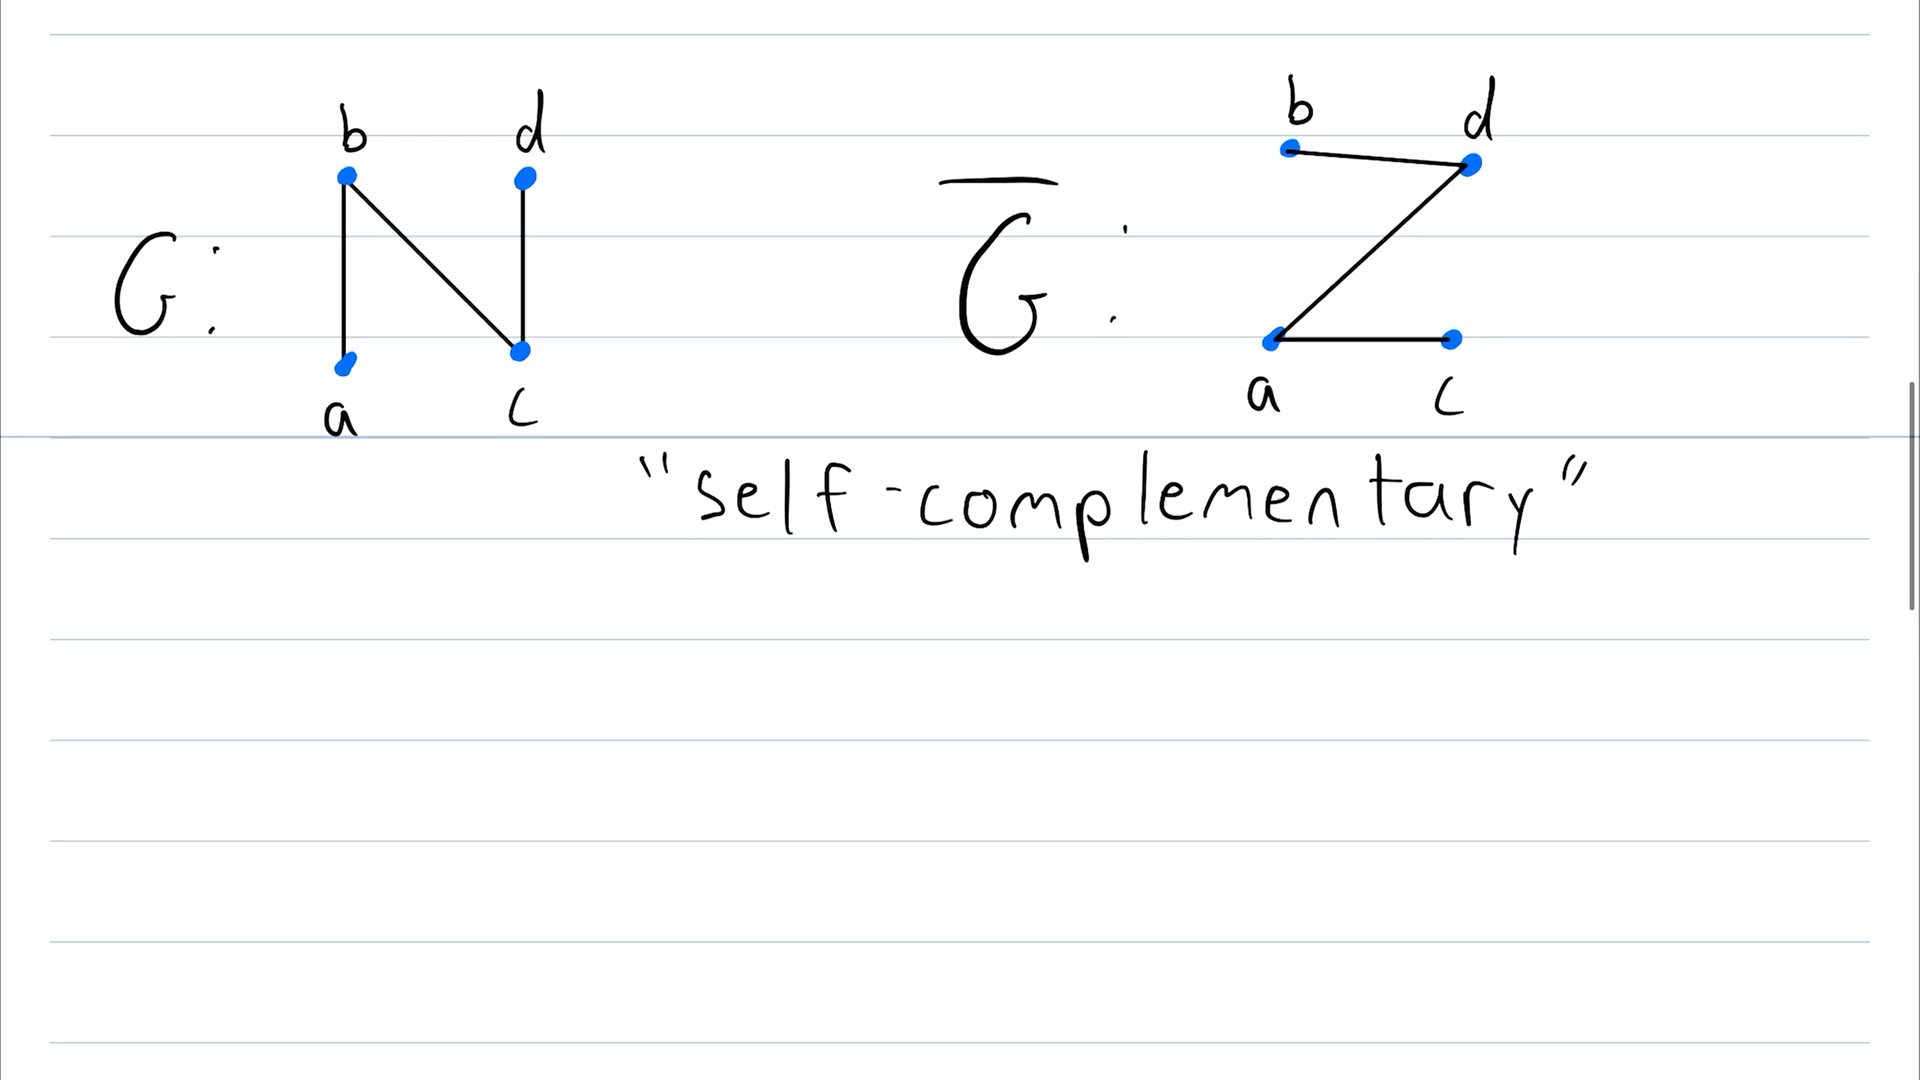 b d b d
G: G̅:
a c a c
"self-complementary"